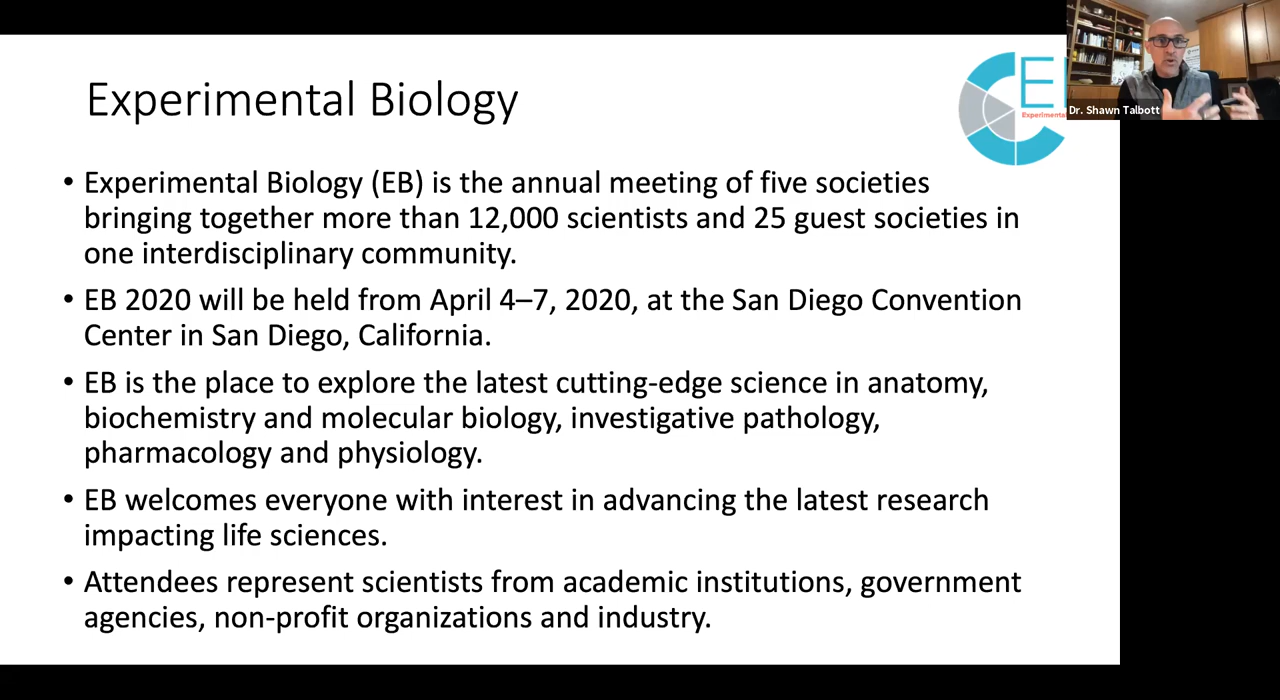 Experimental Biology
E
Experimental
Dr. Shawn Talbott
• Experimental Biology (EB) is the annual meeting of five societies
bringing together more than 12,000 scientists and 25 guest societies in
one interdisciplinary community.
• EB 2020 will be held from April 4–7, 2020, at the San Diego Convention
Center in San Diego, California.
• EB is the place to explore the latest cutting-edge science in anatomy,
biochemistry and molecular biology, investigative pathology,
pharmacology and physiology.
• EB welcomes everyone with interest in advancing the latest research
impacting life sciences.
• Attendees represent scientists from academic institutions, government
agencies, non-profit organizations and industry.